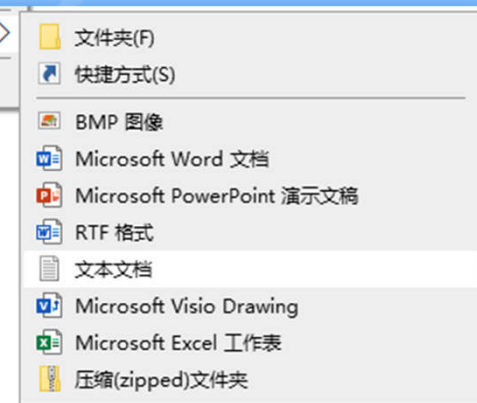 文件夹(F)
快捷方式(S)
BMP 图像
Microsoft Word 文档
Microsoft PowerPoint 演示文稿
RTF 格式
文本文档
Microsoft Visio Drawing
Microsoft Excel 工作表
压缩(zipped)文件夹